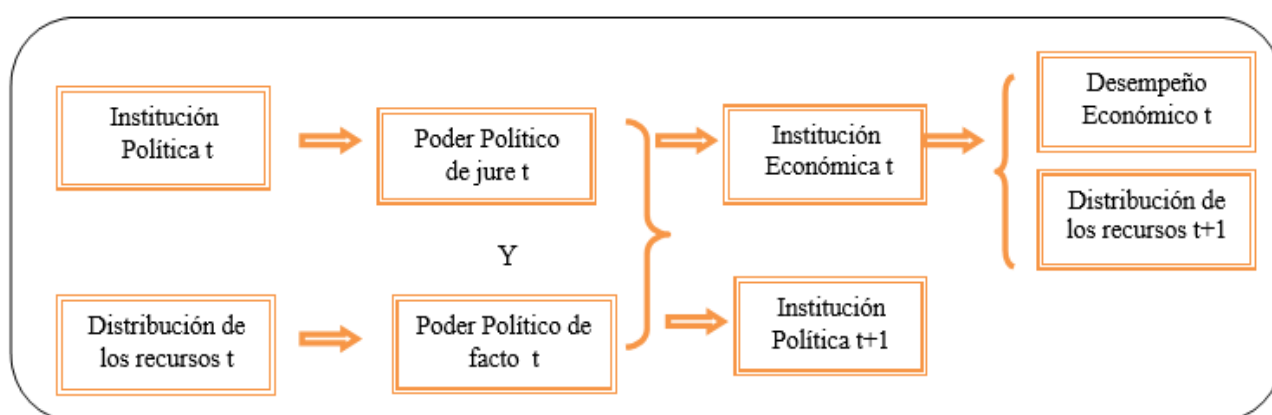 Institución
Política t
Poder Político
de jure t
Institución
Económica t
Desempeño
Económico t
Distribución de
los recursos t+1
Y
Distribución de
los recursos t
Poder Político de
facto t
Institución
Política t+1